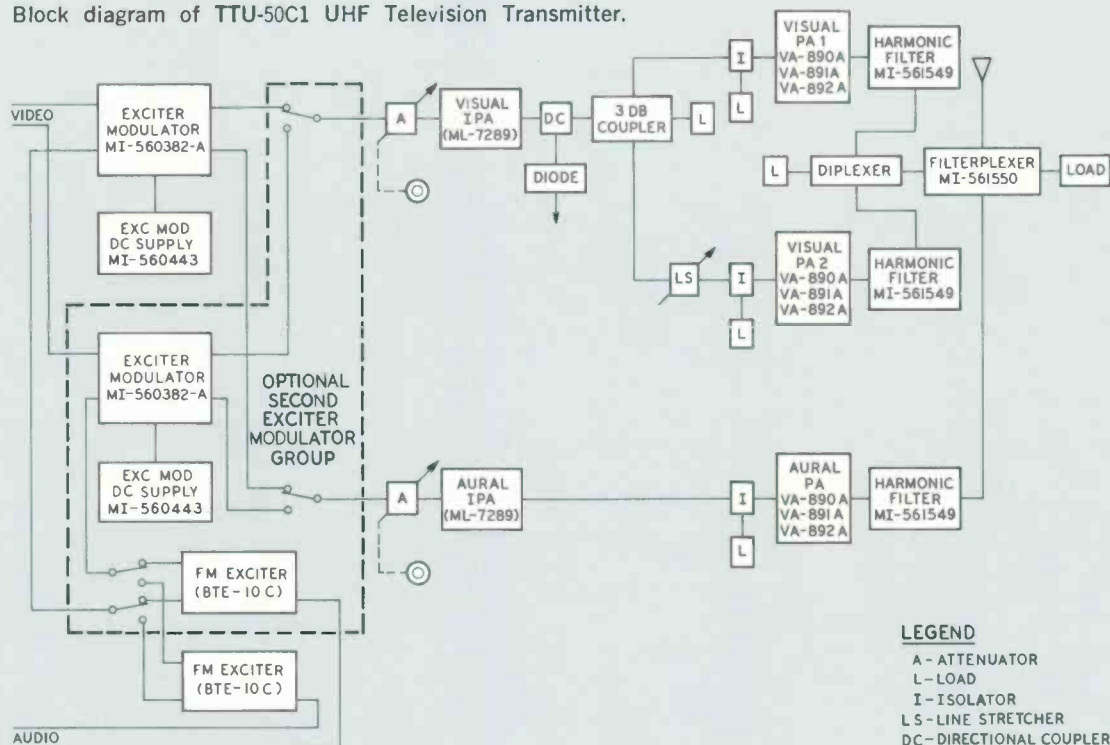 Block diagram of TTU-50C1 UHF Television Transmitter.
VIDEO
EXCITER
MODULATOR
MI-560382-A
EXC MOD
DC SUPPLY
MI-560443
EXCITER
MODULATOR
MI-560382-A
EXC MOD
DC SUPPLY
MI-560443
OPTIONAL
SECOND
EXCITER
MODULATOR
GROUP
FM EXCITER
(BTE-10C)
FM EXCITER
(BTE-10C)
AUDIO
A
VISUAL
IPA
(ML-7289)
DC
DIODE
3 DB
COUPLER
L
I
L
VISUAL
PA 1
VA-890A
VA-891A
VA-892A
HARMONIC
FILTER
MI-561549
L
DIPLEXER
FILTERPLEXER
MI-561550
LOAD
LS
I
L
VISUAL
PA 2
VA-890A
VA-891A
VA-892A
HARMONIC
FILTER
MI-561549
A
AURAL
IPA
(ML-7289)
I
L
AURAL
PA
VA-890A
VA-891A
VA-892A
HARMONIC
FILTER
MI-561549
LEGEND
A-ATTENUATOR
L-LOAD
I-ISOLATOR
LS-LINE STRETCHER
DC-DIRECTIONAL COUPLER